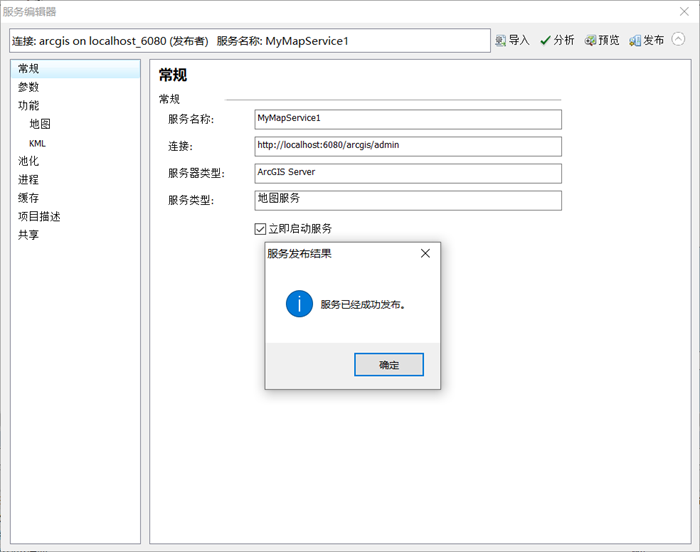 服务编辑器
连接: arcgis on localhost_6080 (发布者)   服务名称: MyMapService1
导入 分析 预览 发布
常规
参数
功能
地图
KML
池化
进程
缓存
项目描述
共享
常规
常规
服务名称: MyMapService1
连接: http://localhost:6080/arcgis/admin
服务器类型: ArcGIS Server
服务类型: 地图服务
立即启动服务
服务发布结果
服务已经成功发布。
确定